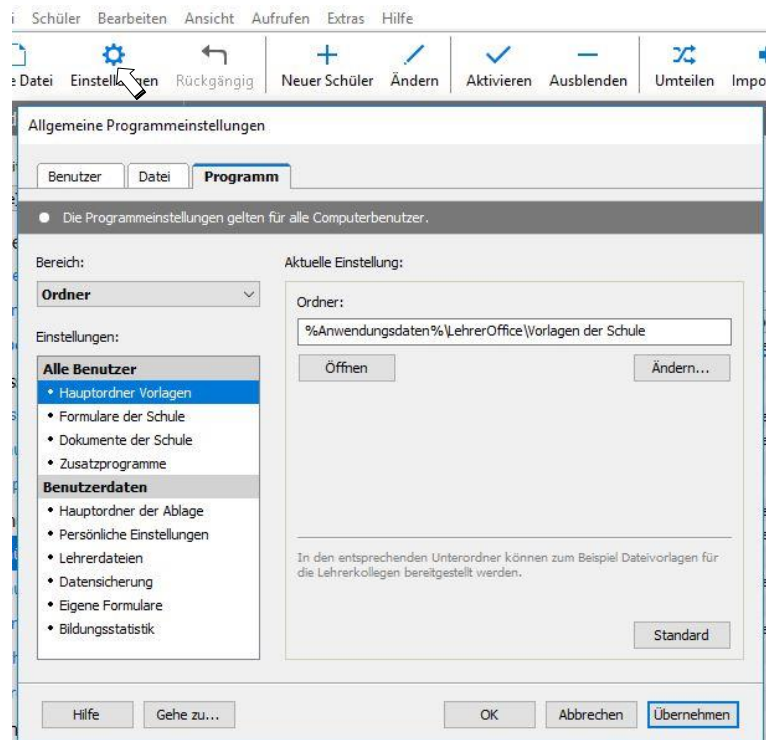 Schüler Bearbeiten Ansicht Aufrufen Extras Hilfe
Datei Einstellungen Rückgängig Neuer Schüler Ändern Aktivieren Ausblenden Umteilen
Allgemeine Programmeinstellungen
Benutzer Datei Programm
Die Programmeinstellungen gelten für alle Computerbenutzer.
Bereich:
Ordner
Einstellungen:
Alle Benutzer
• Hauptordner Vorlagen
• Formulare der Schule
• Dokumente der Schule
• Zusatzprogramme
Benutzerdaten
• Hauptordner der Ablage
• Persönliche Einstellungen
• Lehrerdateien
• Datensicherung
• Eigene Formulare
• Bildungsstatistik
Aktuelle Einstellung:
Ordner:
%Anwendungsdaten%\LehrerOffice\Vorlagen der Schule
Öffnen Ändern...
In den entsprechenden Unterordner können zum Beispiel Dateivorlagen für
die Lehrerkollegen bereitgestellt werden.
Standard
Hilfe Gehe zu... OK Abbrechen Übernehmen